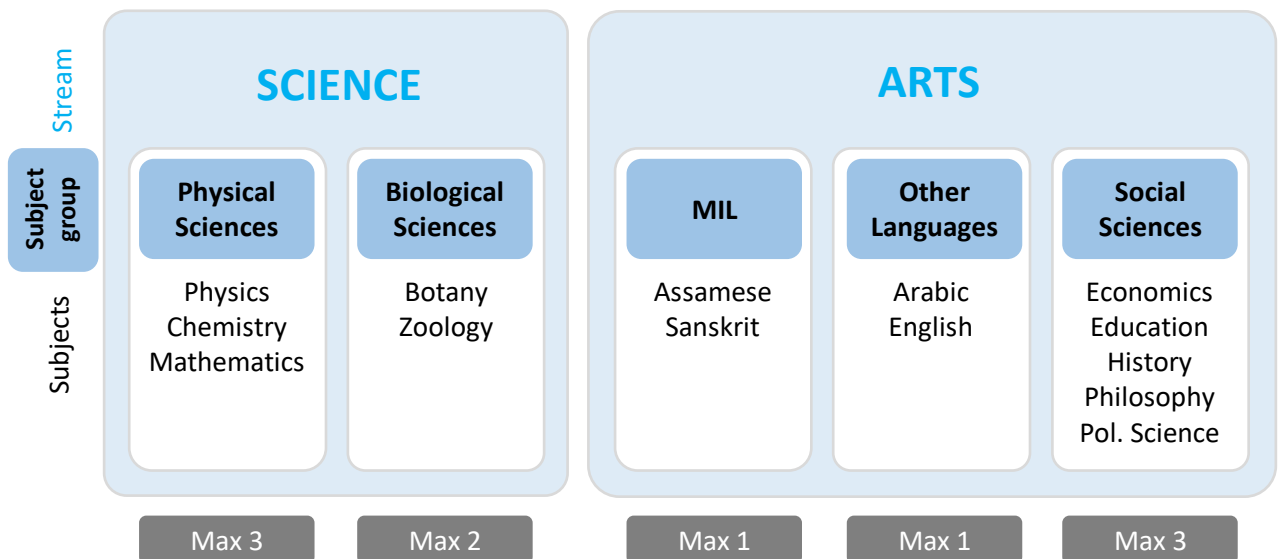 Stream
SCIENCE
ARTS
Subject
group
Physical
Sciences
Biological
Sciences
MIL
Other
Languages
Social
Sciences
Subjects
Physics
Chemistry
Mathematics
Botany
Zoology
Assamese
Sanskrit
Arabic
English
Economics
Education
History
Philosophy
Pol. Science
Max 3
Max 2
Max 1
Max 1
Max 3